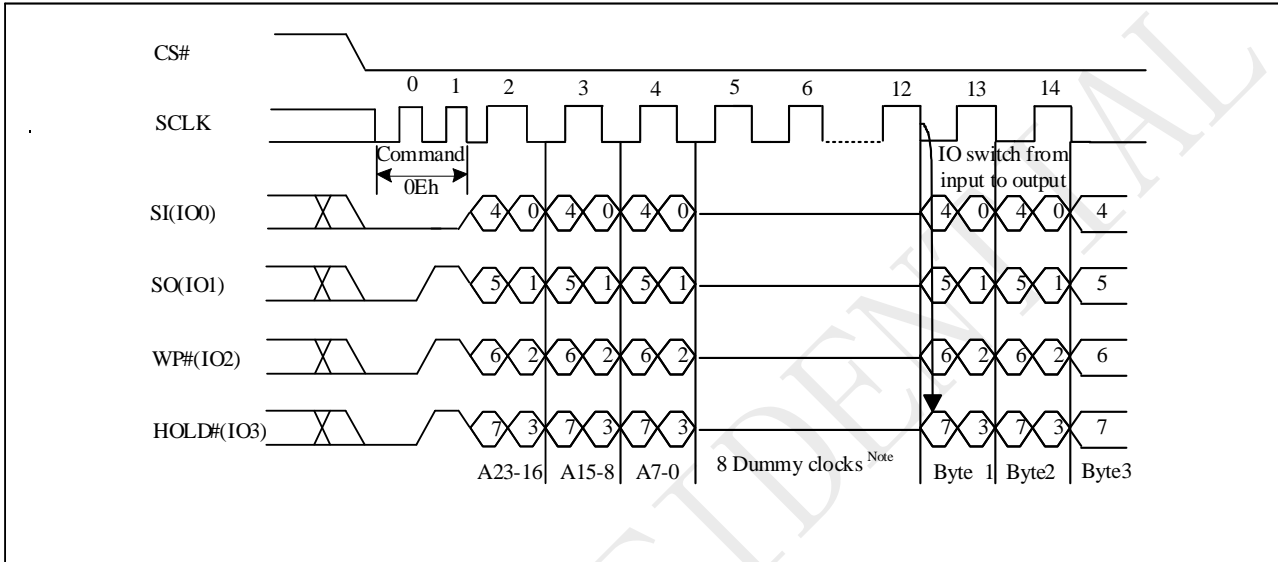 CS#
0 1 2 3 4 5 6 12 13 14
SCLK
Command
0Eh
IO switch from
input to output
SI(IO0) 4 0 4 0 4 0 4 0 4 0 4
SO(IO1) 5 1 5 1 5 1 5 1 5 1 5
WP#(IO2) 6 2 6 2 6 2 6 2 6 2 6
HOLD#(IO3) 7 3 7 3 7 3 7 3 7 3 7
A23-16 A15-8 A7-0 8 Dummy clocks Note Byte 1 Byte2 Byte3
IDENTIAL